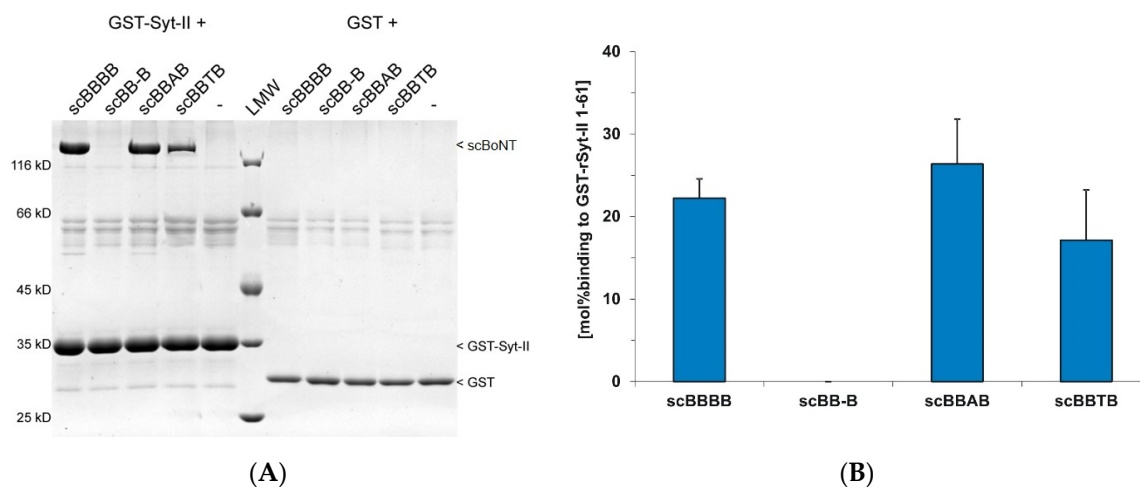 GST-Syt-II + GST +
scBBBB scBB-B scBBAB scBBTB - LMW scBBBB scBB-B scBBAB scBBTB -
< scBoNT
116 kD
66 kD
45 kD
35 kD
< GST-Syt-II
< GST
25 kD
(A)
[mol%binding to GST-rSyt-II 1-61]
40
30
20
10
0
scBBBB scBB-B scBBAB scBBTB
(B)